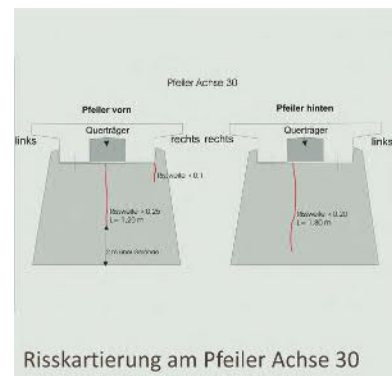 Pfeiler Achse 30
Pfeiler vorn
Pfeiler hinten
Querträger
Querträger
links
rechts
rechts
links
Rissweite < 0,1
Rissweite < 0,25
L= 1,20 m
Rissweite < 0,20
L= 1,80 m
Risskartierung am Pfeiler Achse 30